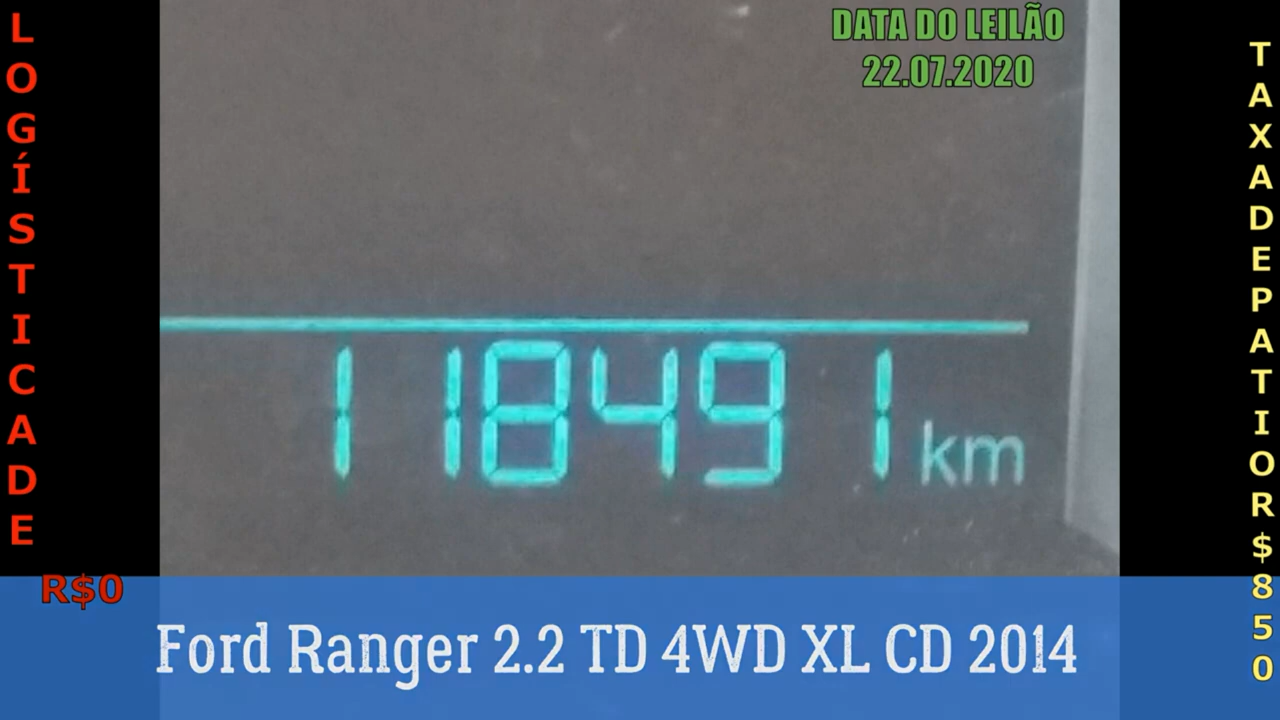 LOGÍSTICA DE
R$0
DATA DO LEILÃO
22.07.2020
118491 km
TAXA DE PATIO R$850
Ford Ranger 2.2 TD 4WD XL CD 2014